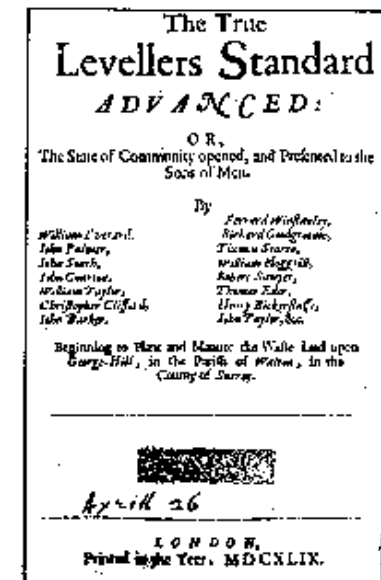 The True
Levellers Standard
ADVANCED:
OR,
The State of Community opened, and Presented to the
Sons of Men.
By
William Everard,
John Palmer,
John South,
John Courton,
William Taylor,
Christopher Clifford,
John Barker,
Jerrard Winstanley,
Richard Goodgroome,
Thomas Starre,
William Hoggrill,
Robert Sawyer,
Thomas Eder,
Henry Bickerstaffe,
John Taylor, &c.
Beginning to Plant and Manure the Waste land upon
George-Hill, in the Parish of Walton, in the
County of Surrey.
Aprill 26
LONDON,
Printed in the Yeer, MDCXLIX.